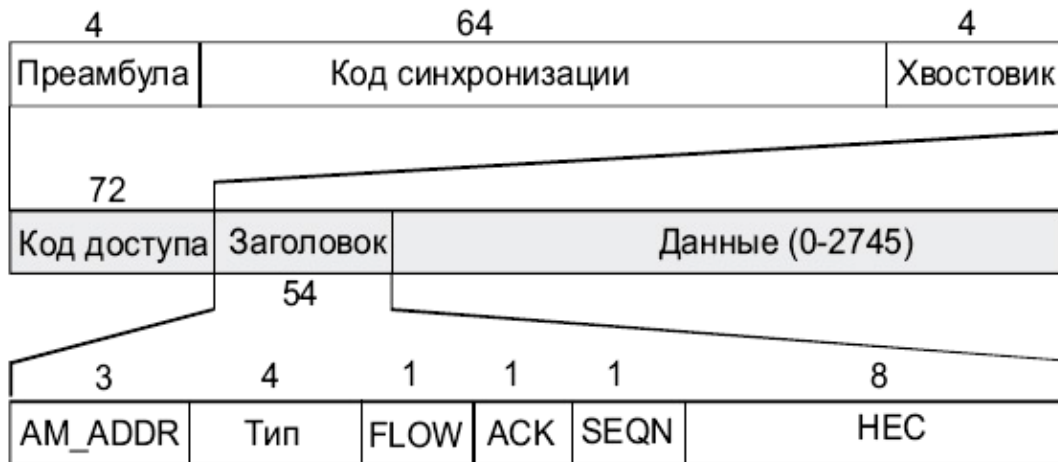 4 64 4
Преамбула Код синхронизации Хвостовик
72
Код доступа Заголовок Данные (0-2745)
54
3 4 1 1 1 8
AM_ADDR Тип FLOW ACK SEQN HEC